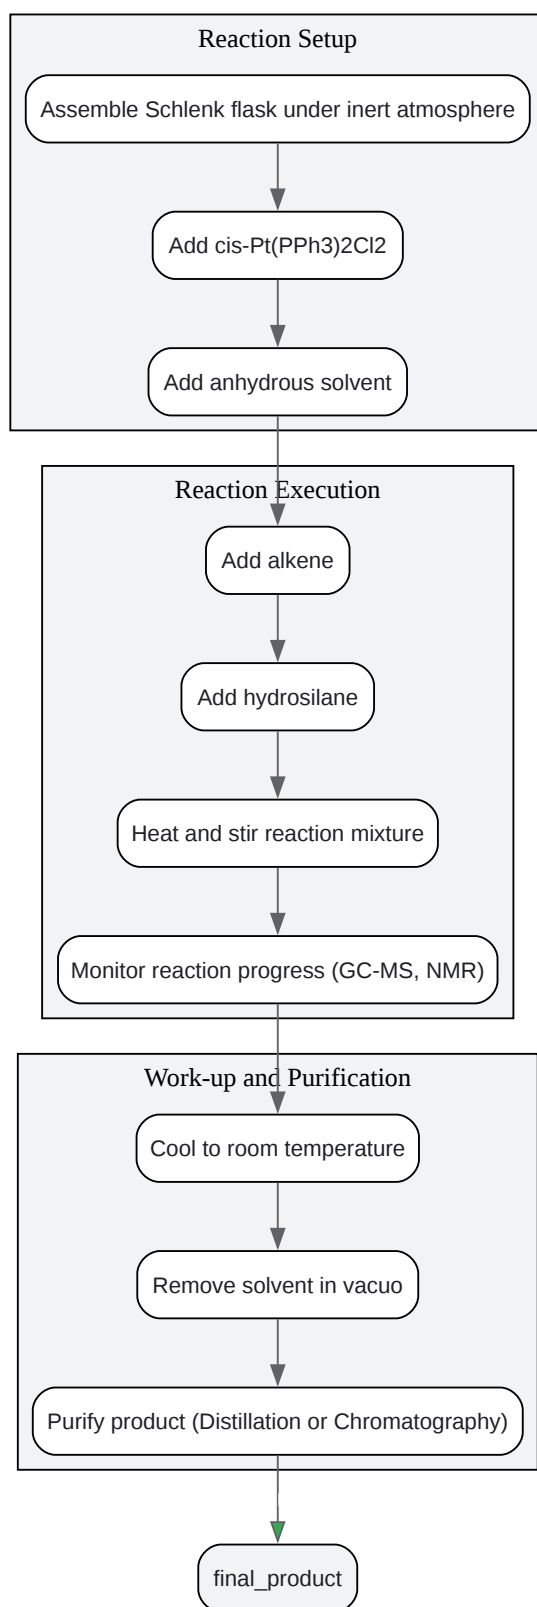 Reaction Setup
Assemble Schlenk flask under inert atmosphere
Add cis-Pt(PPh3)2Cl2
Add anhydrous solvent
Reaction Execution
Add alkene
Add hydrosilane
Heat and stir reaction mixture
Monitor reaction progress (GC-MS, NMR)
Work-up and Purification
Cool to room temperature
Remove solvent in vacuo
Purify product (Distillation or Chromatography)
final_product